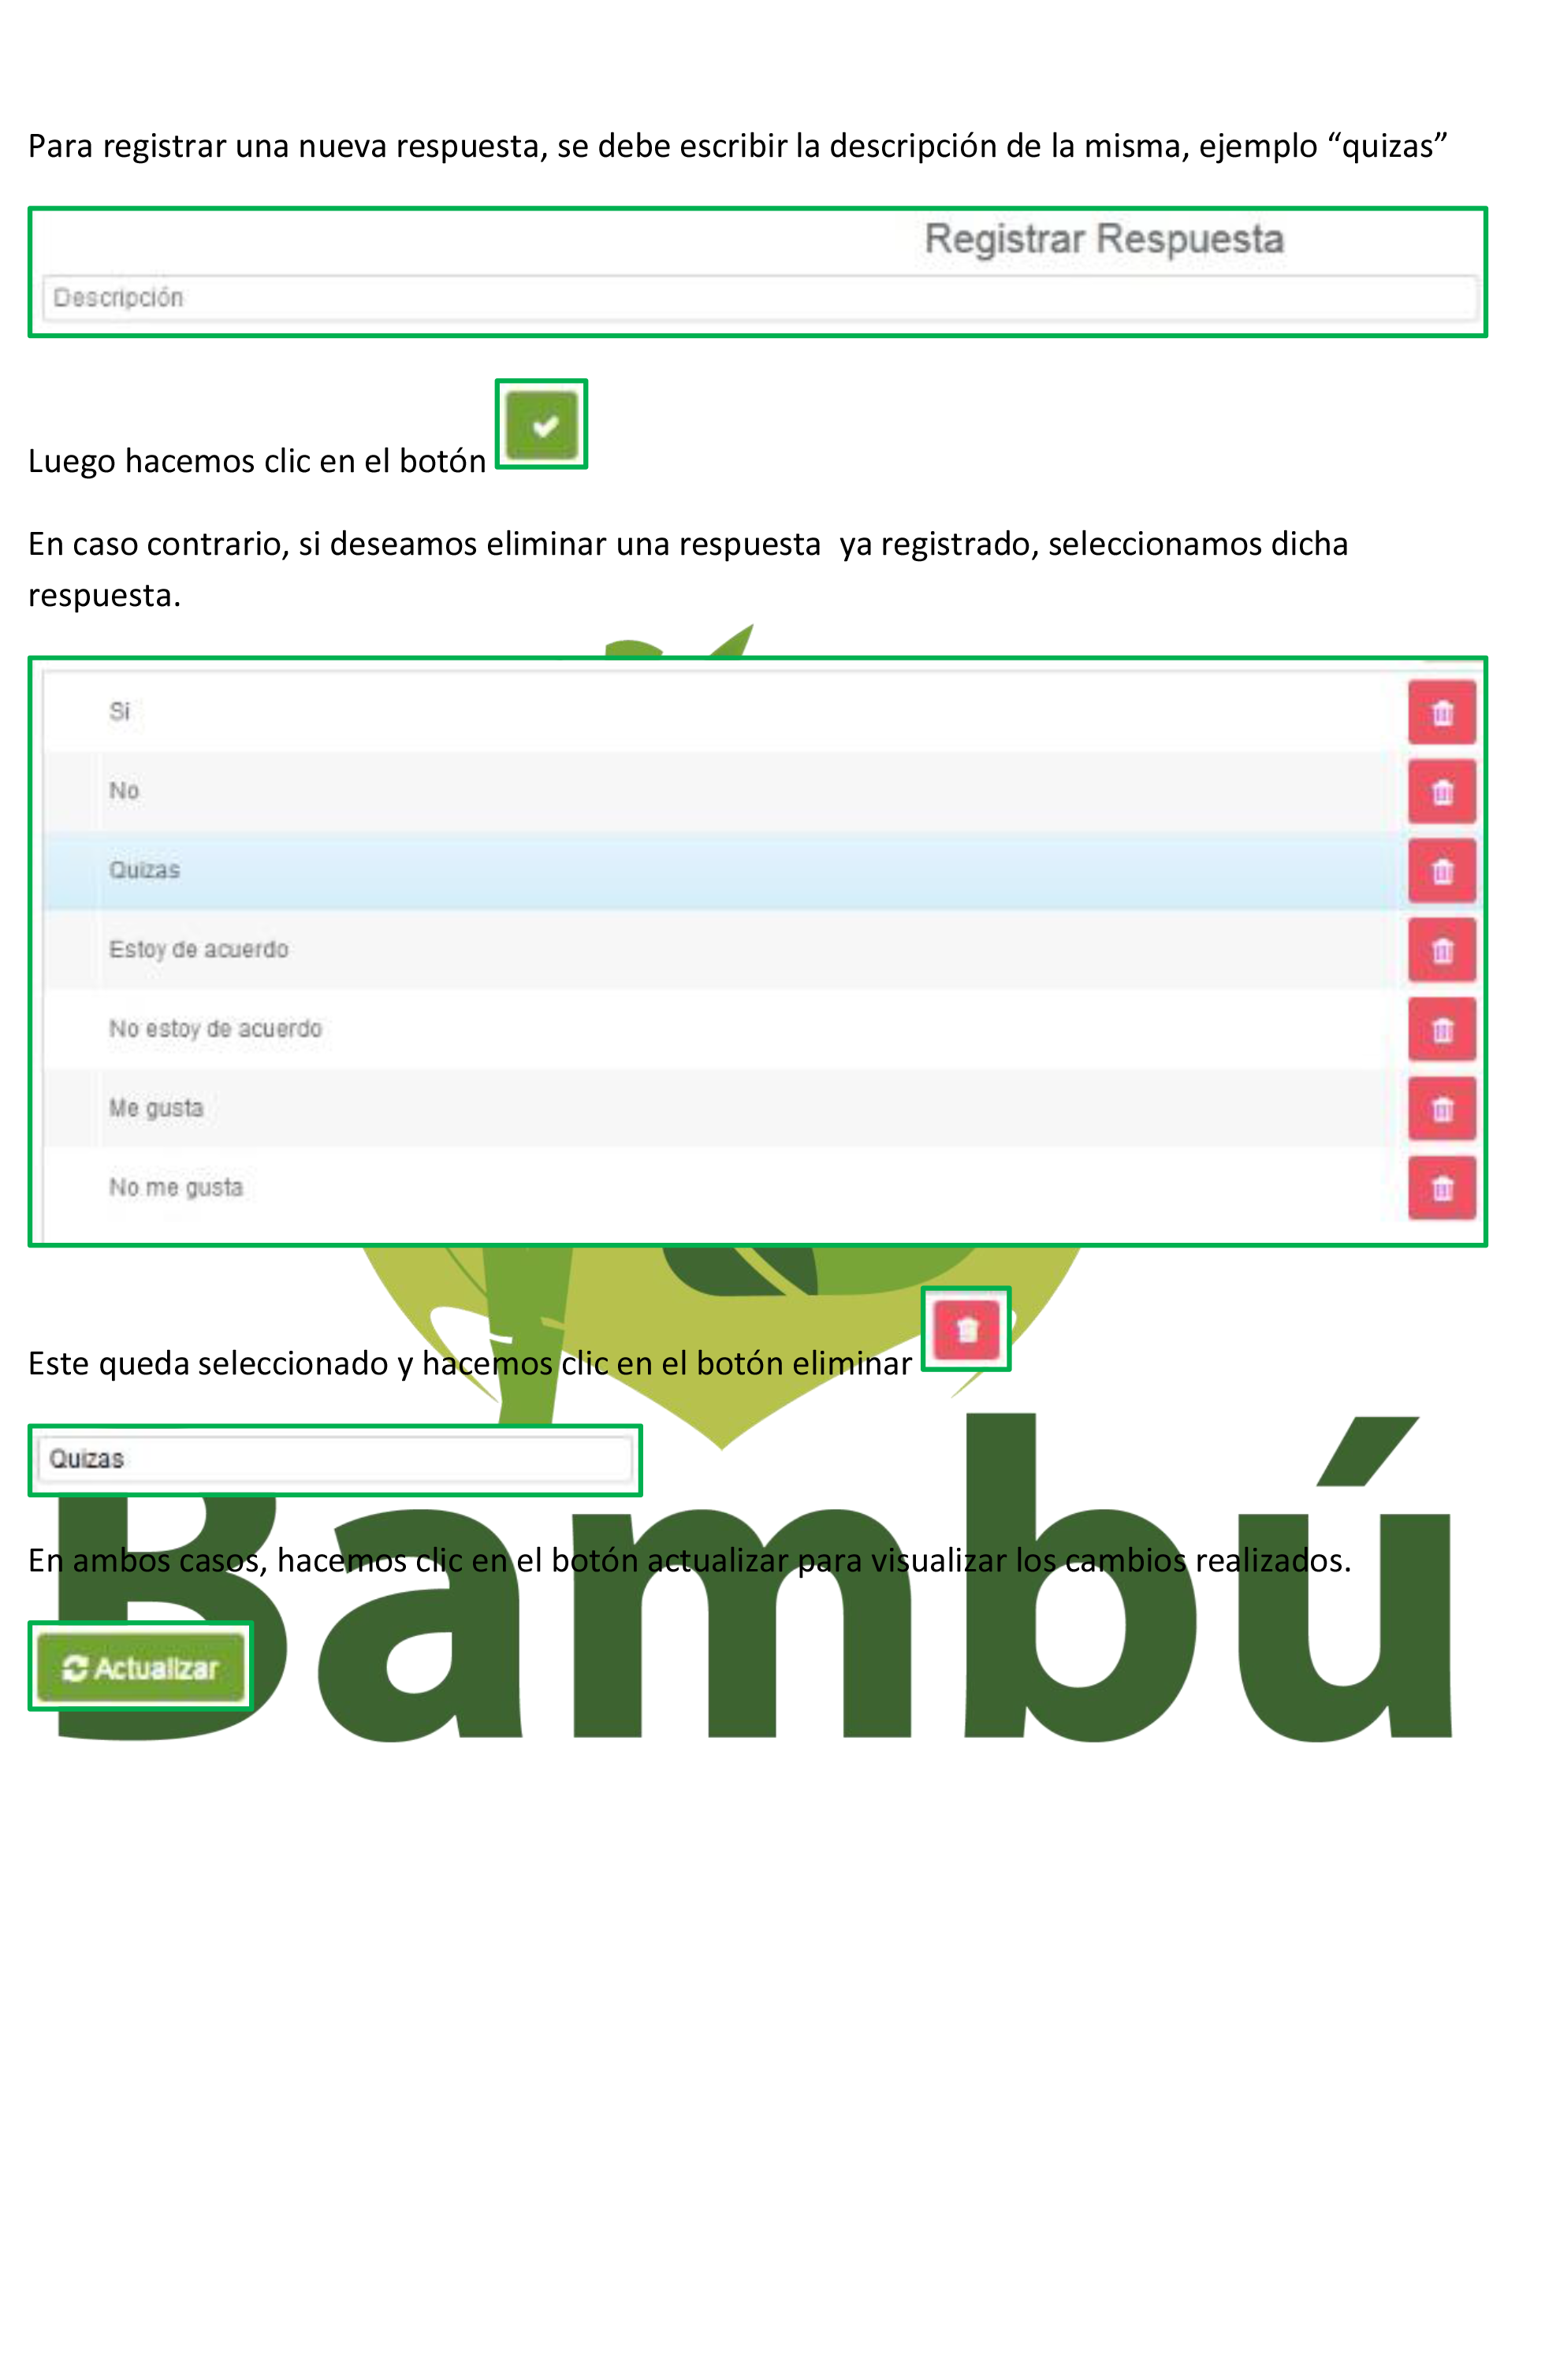 Para registrar una nueva respuesta, se debe escribir la descripción de la misma, ejemplo “quizas”
Registrar Respuesta
Descripción
Luego hacemos clic en el botón
En caso contrario, si deseamos eliminar una respuesta  ya registrado, seleccionamos dicha
respuesta.
Si
No
Quizas
Estoy de acuerdo
No estoy de acuerdo
Me gusta
No me gusta
Este queda seleccionado y hacemos clic en el botón eliminar
Quizas
En ambos casos, hacemos clic en el botón actualizar para visualizar los cambios realizados.
Actualizar
Bambú